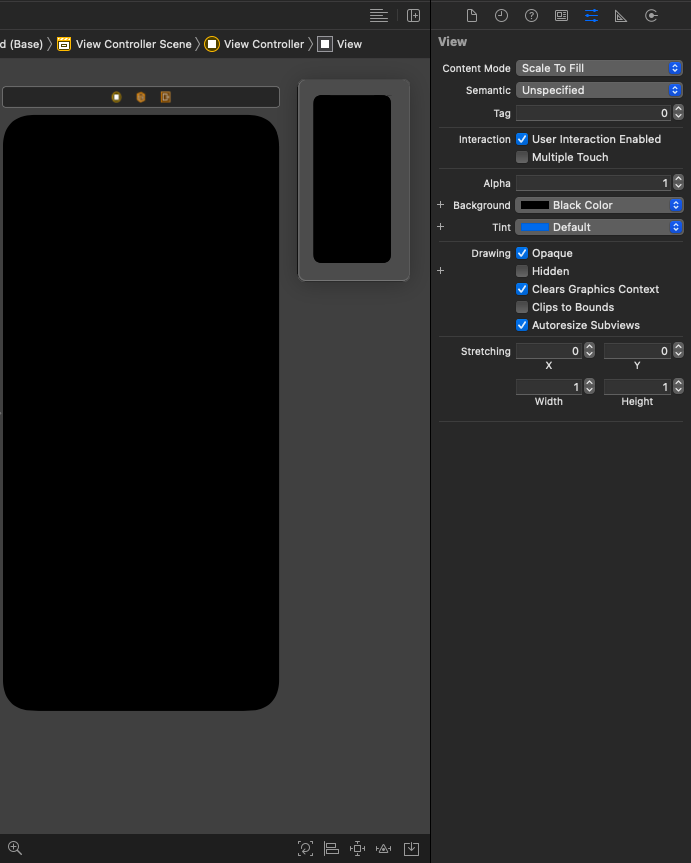 d (Base) View Controller Scene View Controller View
View
Content Mode Scale To Fill
Semantic Unspecified
Tag 0
Interaction User Interaction Enabled
Multiple Touch
Alpha 1
+ Background Black Color
+ Tint Default
Drawing Opaque
+ Hidden
Clears Graphics Context
Clips to Bounds
Autoresize Subviews
Stretching 0 0
X Y
1 1
Width Height